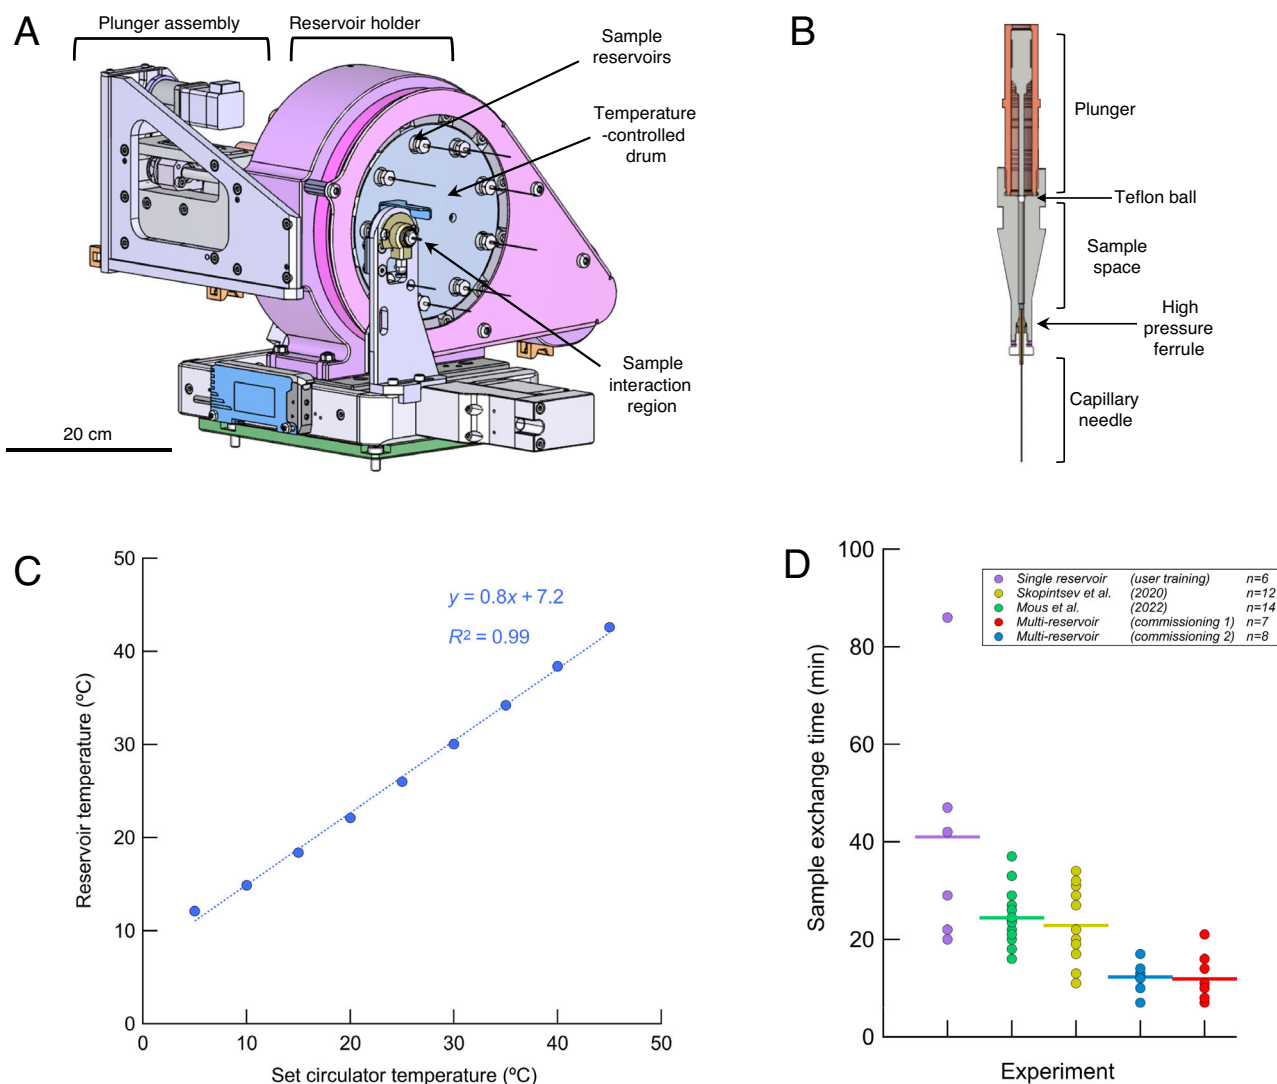 A
Plunger assembly
Reservoir holder
Sample
reservoirs
Temperature
-controlled
drum
Sample
interaction
region
20 cm
B
Plunger
Teflon ball
Sample
space
High
pressure
ferrule
Capillary
needle
C
50
40
30
20
10
0
0
10
20
30
40
50
Reservoir temperature (ºC)
Set circulator temperature (ºC)
y = 0.8x + 7.2
R² = 0.99
D
100
80
60
40
20
0
Sample exchange time (min)
Experiment
Single reservoir (user training) n=6
Skopintsev et al. (2020) n=12
Mous et al. (2022) n=14
Multi-reservoir (commissioning 1) n=7
Multi-reservoir (commissioning 2) n=8